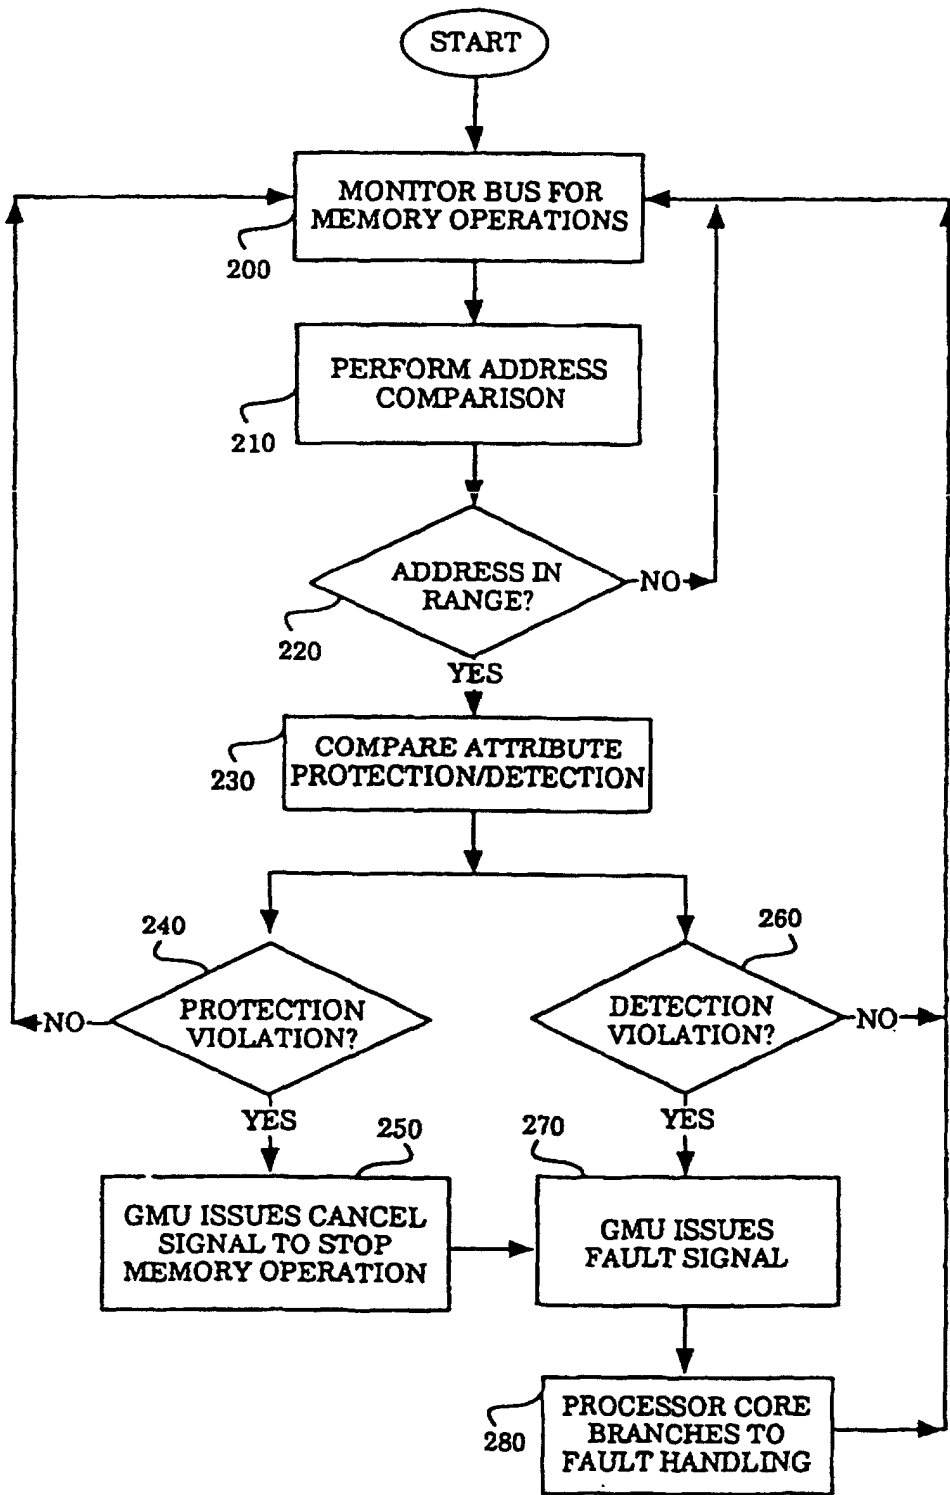 START
MONITOR BUS FOR
MEMORY OPERATIONS
200
PERFORM ADDRESS
COMPARISON
210
ADDRESS IN
RANGE?
NO
220
YES
COMPARE ATTRIBUTE
PROTECTION/DETECTION
230
240
260
PROTECTION
VIOLATION?
NO
DETECTION
VIOLATION?
NO
YES
YES
250
270
GMU ISSUES CANCEL
SIGNAL TO STOP
MEMORY OPERATION
GMU ISSUES
FAULT SIGNAL
PROCESSOR CORE
BRANCHES TO
FAULT HANDLING
280